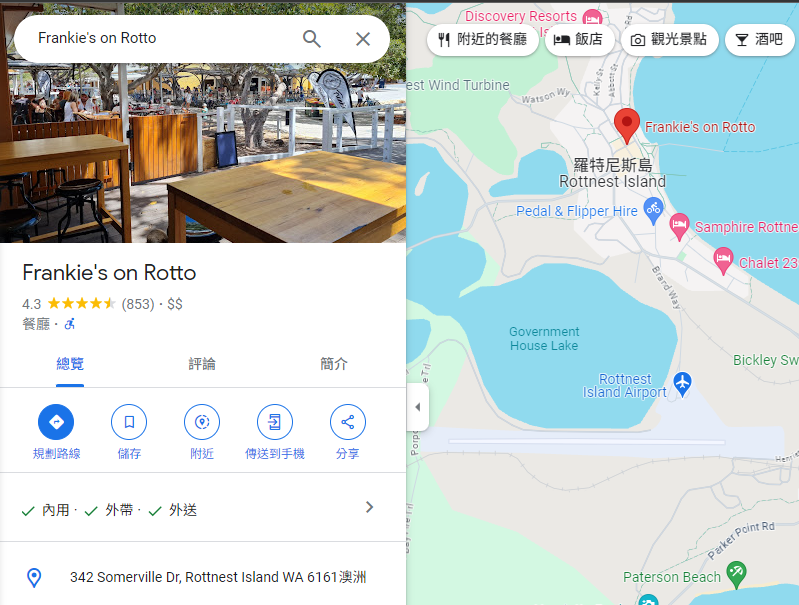 Frankie's on Rotto
Frankie's on Rotto
4.3 (853) · $$
餐廳 ·
總覽
評論
簡介
規劃路線
儲存
附近
傳送到手機
分享
內用 · 外帶 · 外送
342 Somerville Dr, Rottnest Island WA 6161澳洲
Discovery Resorts
附近的餐廳
飯店
觀光景點
酒吧
est Wind Turbine
Kelly St
Abbott St
Watson Wy
Frankie's on Rotto
羅特尼斯島
Rottnest Island
Pedal & Flipper Hire
Samphire Rottne
Chalet 23
Brand Way
Government
House Lake
Bickley Sw
Rottnest
Island Airport
Parker Point Rd
Paterson Beach